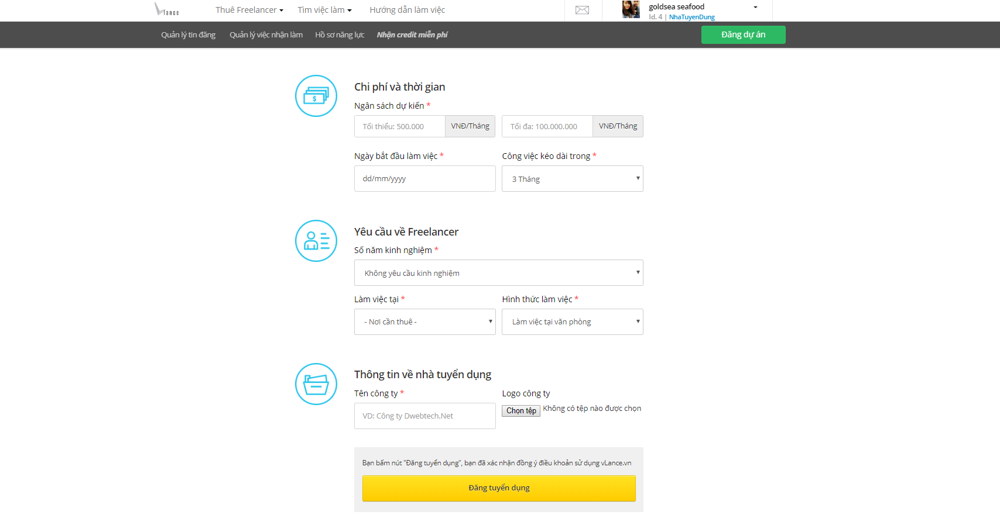 lance
Thuê Freelancer
Tìm việc làm
Hướng dẫn làm việc
goldsea seafood
Id. 4 | NhaTuyenDung
Quản lý tin đăng
Quản lý việc nhận làm
Hồ sơ năng lực
Nhận credit miễn phí
Đăng dự án
$
Chi phí và thời gian
Ngân sách dự kiến *
Tối thiểu: 500.000 VNĐ/Tháng
Tối đa: 100.000.000 VNĐ/Tháng
Ngày bắt đầu làm việc *
Công việc kéo dài trong *
dd/mm/yyyy
3 Tháng
Yêu cầu về Freelancer
Số năm kinh nghiệm *
Không yêu cầu kinh nghiệm
Làm việc tại *
Hình thức làm việc *
- Nơi cần thuê -
Làm việc tại văn phòng
Thông tin về nhà tuyển dụng
Tên công ty *
Logo công ty
VD: Công ty Dwebtech.Net
Chọn tệp Không có tệp nào được chọn
Bạn bấm nút "Đăng tuyển dụng", bạn đã xác nhận đồng ý điều khoản sử dụng vLance.vn
Đăng tuyển dụng